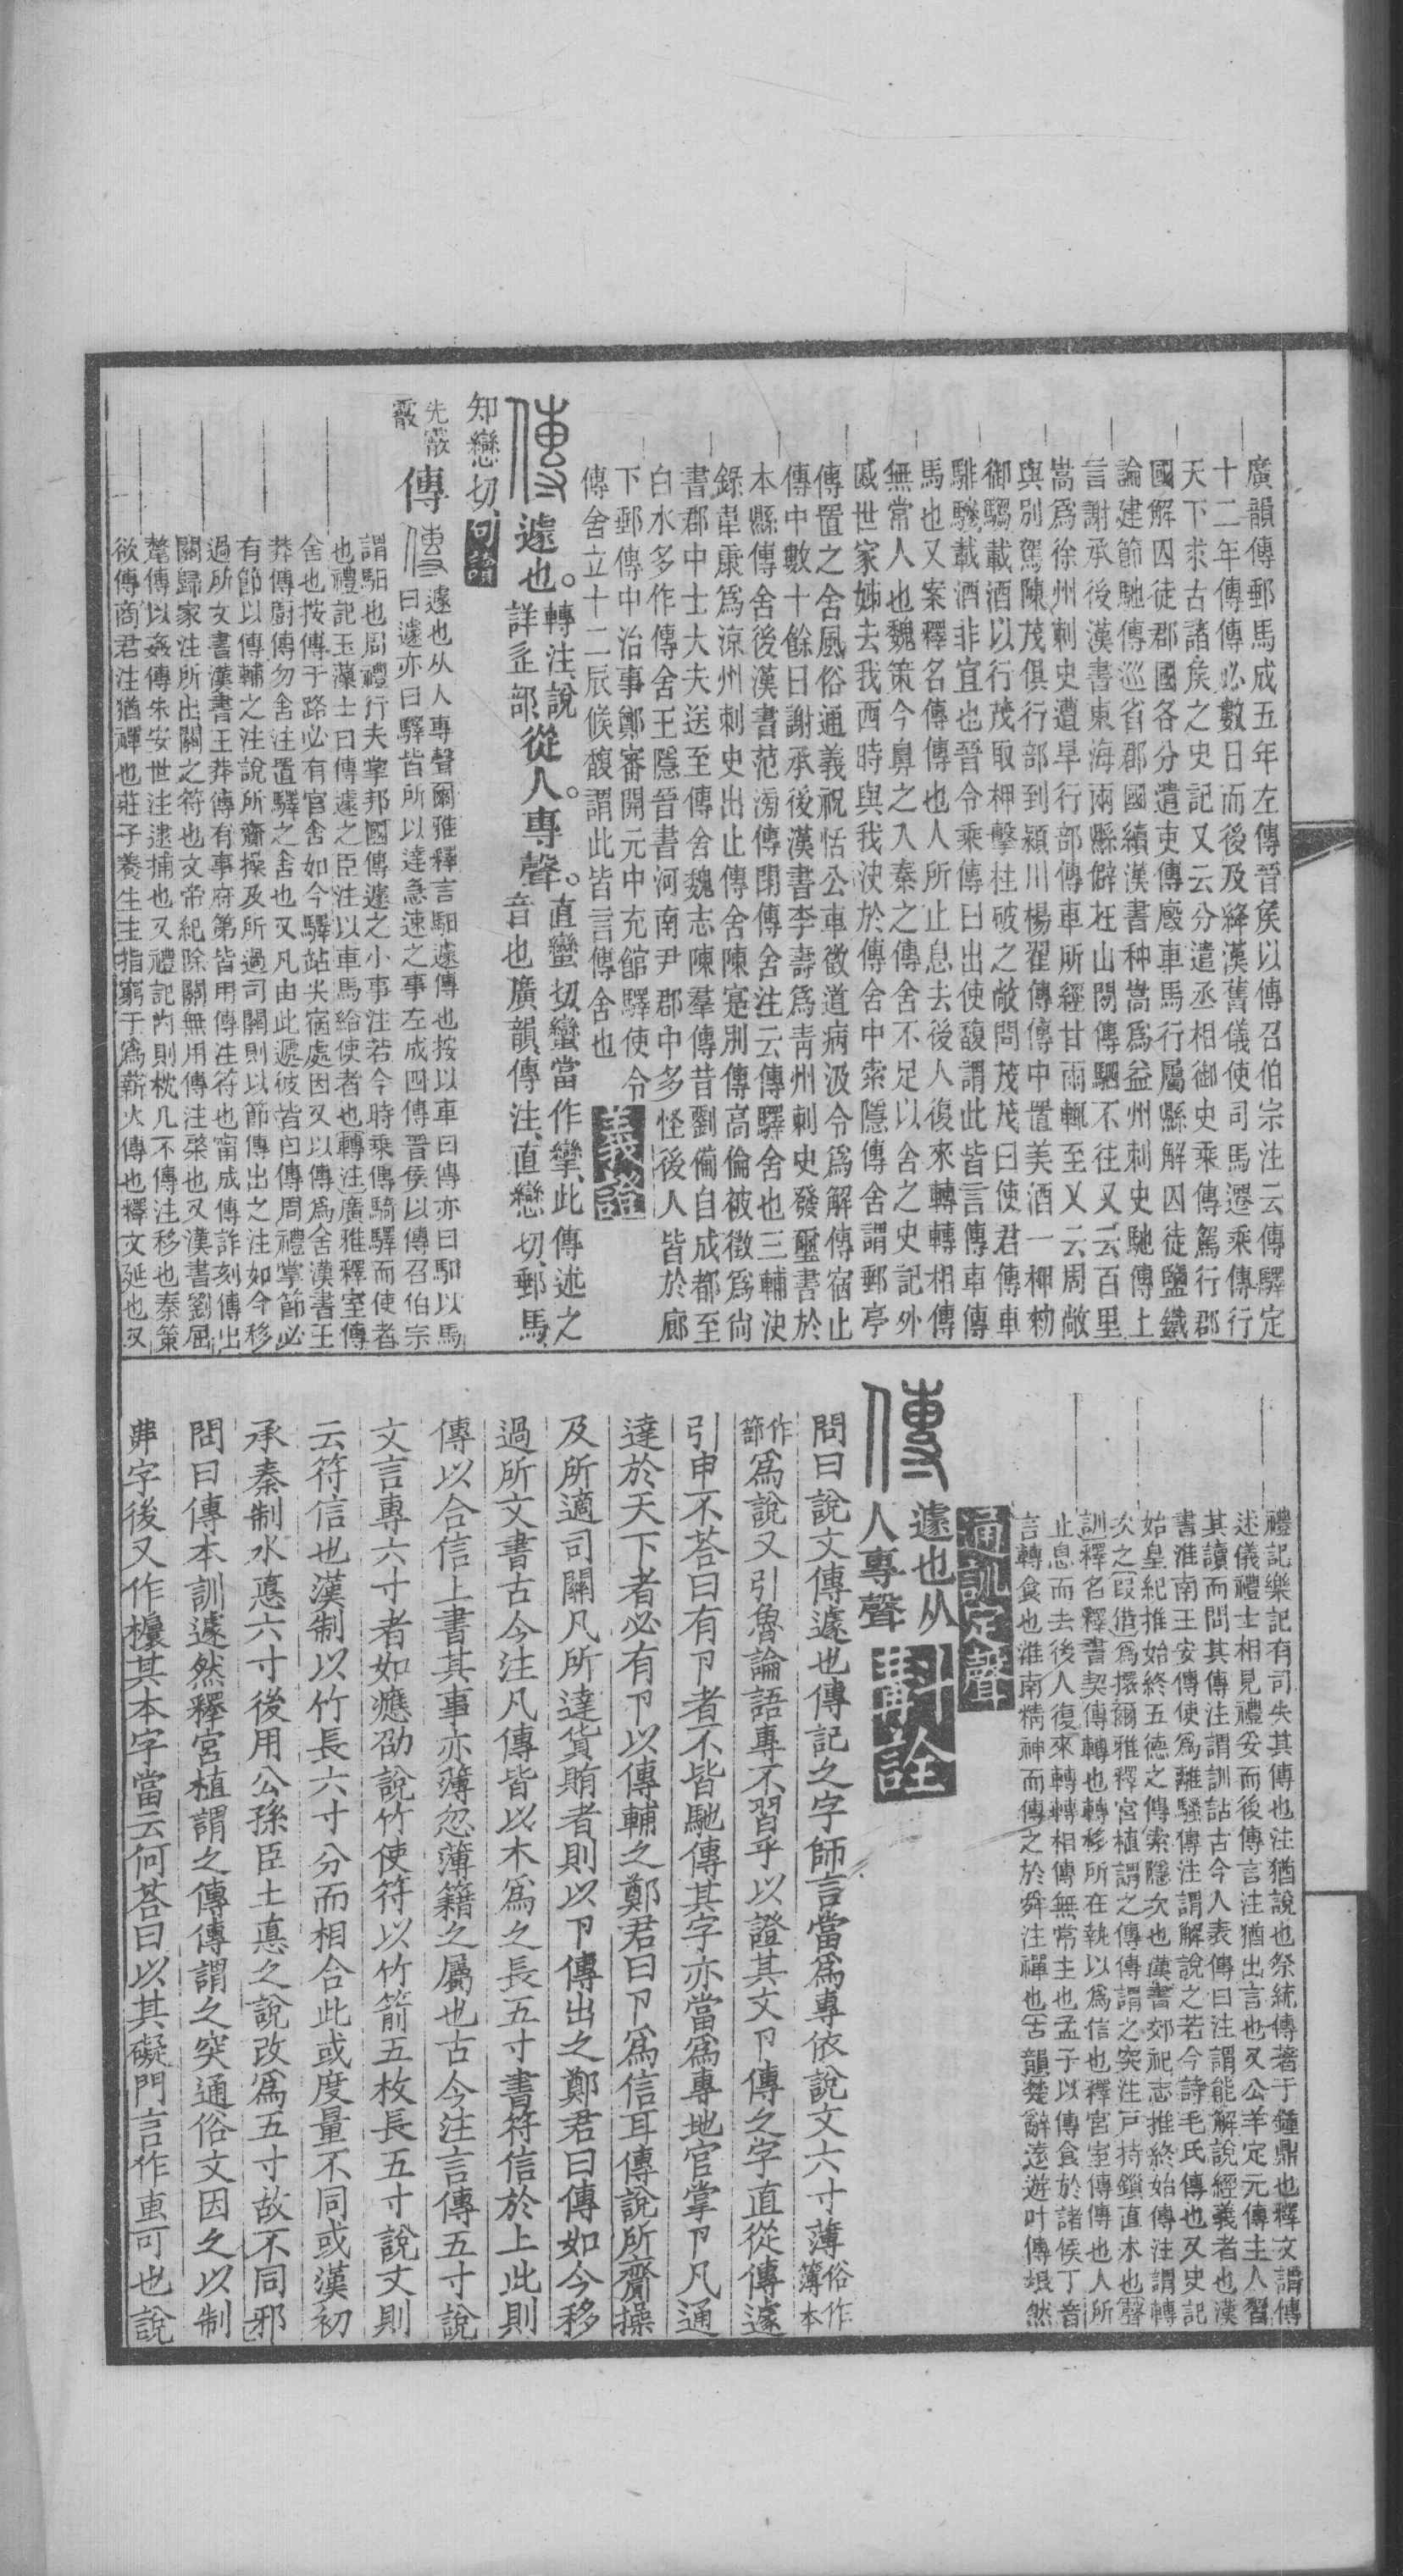 廣韻傳郵馬成五年左傳晉矦以傳召伯宗注云傳驛定
十二年傳傳必數日而後及絳漢舊儀使司馬遷乘傳行
天下求古諸矦之史記又云分遣丞相御史乘傳駕行郡
國解囚徒郡國各分遣吏傳廄車馬行屬縣解囚徒鹽鐵
論建節馳傳巡省郡國續漢書种暠為益州刺史馳傳上
言謝承後漢書東海兩縣僻在山閒傳駟不往又云百里
嵩爲徐州刺史遭旱行部傳車所經甘雨輒至又云周敞
與別駕陳茂俱行部到潁川楊翟傳傳中置美酒一柙勑
御騶載酒以行茂取柙擊柱破之敞問茂茂曰使君傳車
騑驂載酒非宜也晉令乘傳曰出使馥謂此皆言傳車傳
馬也又案釋名傳傳也人所止息去後人復來轉轉相傳
無常人也魏策今鼻之入秦之傳舍不足以舍之史記外
戚世家姊去我西時與我決於傳舍中索隱傳舍謂郵亭
傳置之舍風俗通義祝恬公車徵道病汲令爲解傳宿止
傳中數十餘日謝承後漢書李壽爲靑州刺史發璽書於
本縣傳舍後漢書范滂傳閉傳舍注云傳驛舍也三輔決
錄韋康爲涼州刺史出止傳舍陳寔別傳高倫被徵爲尙
書郡中士大夫送至傳舍魏志陳羣傳昔劉備自成都至
白水多作傳舍王隱晉書河南尹郡中多怪後人皆於廊
下郵傳中治事鄭審開元中充館驛使令
傳舍立十二辰候馥謂此皆言傳舍也
義證
傳遽也。轉注說詳辵部從人。專聲。直蠻切蠻當作攣此傳述之音也廣韻傳注直戀切郵馬
知戀切
句讀
先 傳
傳遽也从人專聲爾雅釋言馹遽傳也按以車曰傳亦曰馹以馬
曰遽亦曰驛皆所以達急速之事左成四傳晉侯以傳召伯宗
謂馹也周禮行夫掌邦國傳遽之小事注若今時乘傳騎驛而使者
也禮記玉藻士曰傳遽之臣注以車馬給使者也轉注廣雅釋室傳
舍也按傳于路必有官舍如今驛站尖宿處因又以傳爲舍漢書王
莽傳廚傳勿舍注置驛之舍也又凡由此遞彼皆曰傳周禮掌節必
有節以傳輔之注說所齎操及所過司關則以節傳出之注如今移
過所文書漢書王莽傳有事府第皆用傳注符也甯成傳詐刻傳出
關歸家注所出關之符也文帝紀除關無用傳注棨也又漢書劉屈
氂傳以姦傳朱安世注逮捕也又禮記內則枕几不傳注移也秦策
欲傳商君注猶禪也莊子養生主指窮于爲薪火傳也釋文延也又
禮記樂記有司失其傳也注猶說也祭統傳著于鐘鼎也釋文謂傳
述儀禮士相見禮妥而後傳言注猶出言也又公羊定元傳主人習
其讀而問其傳注謂訓詁古今人表傳曰注謂能解說經義者也漢
書淮南王安傳使爲離騷傳注謂解說之若今詩毛氏傳也又史記
始皇紀推終始五德之傳索隱次也漢書郊祀志推終始傳注謂轉
次之叚借爲摶爾雅釋宮植謂之傳傳謂之突注戶持鎖直木也聲
訓釋名釋書契傳轉也轉移所在執以爲信也釋宮室傳傳也人所
止息而去後人復來轉轉相傳無常主也孟子以傳食於諸侯丁音
言轉食也淮南精神而傳之於舜注禪也古韻楚辭遠遊叶傳垠然
通訓定聲
傳遽也从人專聲
斠詮
問曰說文傳遽也傳記之字師言當爲專依說文六寸薄俗作簿本
作篰爲說又引魯論語專不習乎以證其文卪傳之字直從傳遽
引申不荅曰有卪者不皆馳傳其字亦當爲專地官掌卪凡通
達於天下者必有卪以傳輔之鄭君曰卪爲信耳傳說所齎操
及所適司關凡所達貨賄者則以卪傳出之鄭君曰傳如今移
過所文書古今注凡傳皆以木爲之長五寸書符信於上此則
傳以合信上書其事亦薄忽薄籍之屬也古今注言傳五寸說
文言專六寸者如應劭說竹使符以竹箭五枚長五寸說文則
云符信也漢制以竹長六寸分而相合此或度量不同或漢初
承秦制水悳六寸後用公孫臣土悳之說改爲五寸故不同邪
問曰傳本訓遽然釋宮植謂之傳傳謂之突通俗文因之以制
弗字後又作櫖其本字當云何荅曰以其礙門言作叀可也說